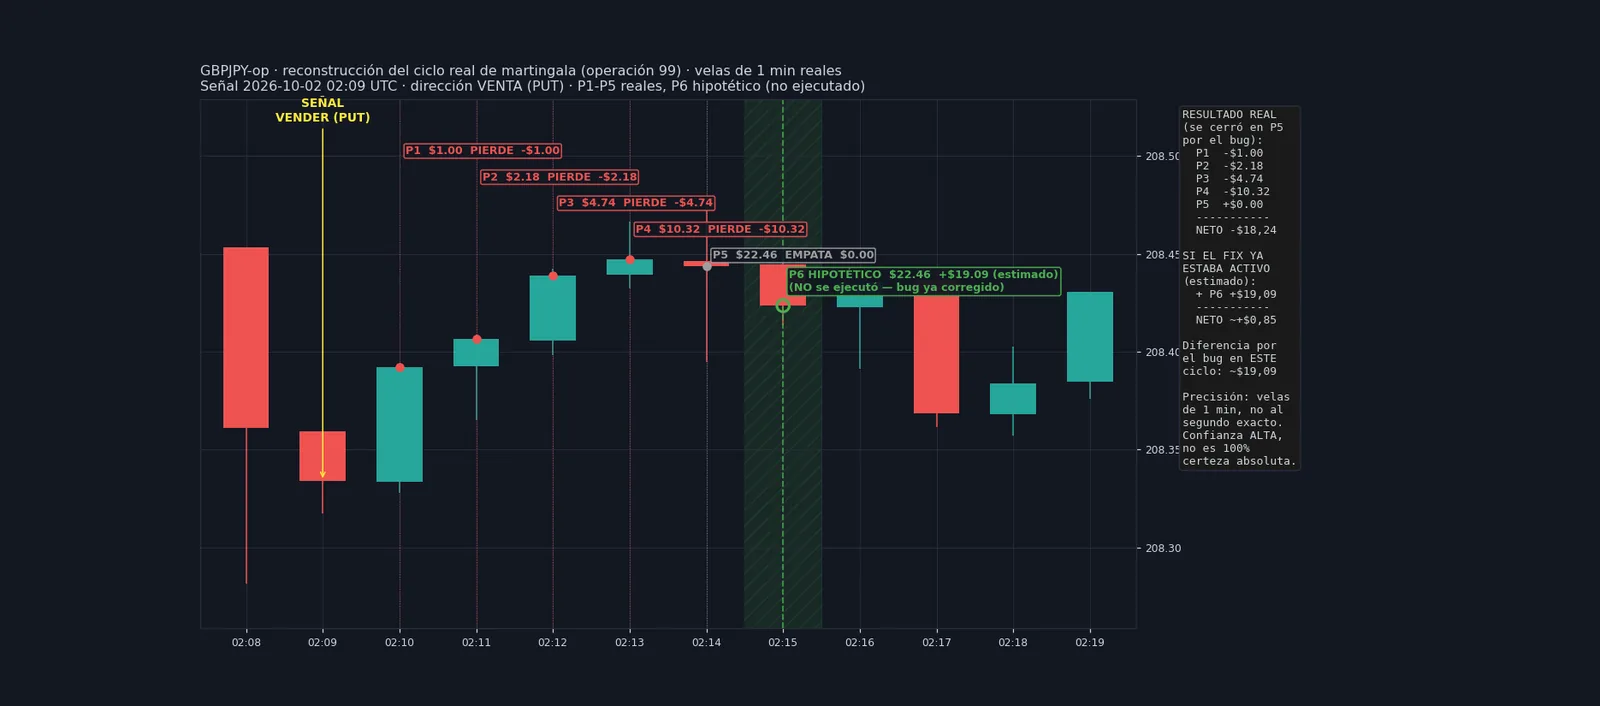 GBPJPY-op · reconstrucción del ciclo real de martingala (operación 99) · velas de 1 min reales
Señal 2026-10-02 02:09 UTC · dirección VENTA (PUT) · P1-P5 reales, P6 hipotético (no ejecutado)
SEÑAL
VENDER (PUT)
P1 $1.00 PIERDE -$1.00
P2 $2.18 PIERDE -$2.18
P3 $4.74 PIERDE -$4.74
P4 $10.32 PIERDE -$10.32
P5 $22.46 EMPATA $0.00
P6 HIPOTÉTICO $22.46 +$19.09 (estimado)
(NO se ejecutó — bug ya corregido)
208.50
208.45
208.40
208.35
208.30
02:08 02:09 02:10 02:11 02:12 02:13 02:14 02:15 02:16 02:17 02:18 02:19
RESULTADO REAL
(se cerró en P5
por el bug):
P1 -$1.00
P2 -$2.18
P3 -$4.74
P4 -$10.32
P5 +$0.00
-----------
NETO -$18,24
SI EL FIX YA
ESTABA ACTIVO
(estimado):
+ P6 +$19,09
-----------
NETO ~+$0,85
Diferencia por
el bug en ESTE
ciclo: ~$19,09
Precisión: velas
de 1 min, no al
segundo exacto.
Confianza ALTA,
no es 100%
certeza absoluta.